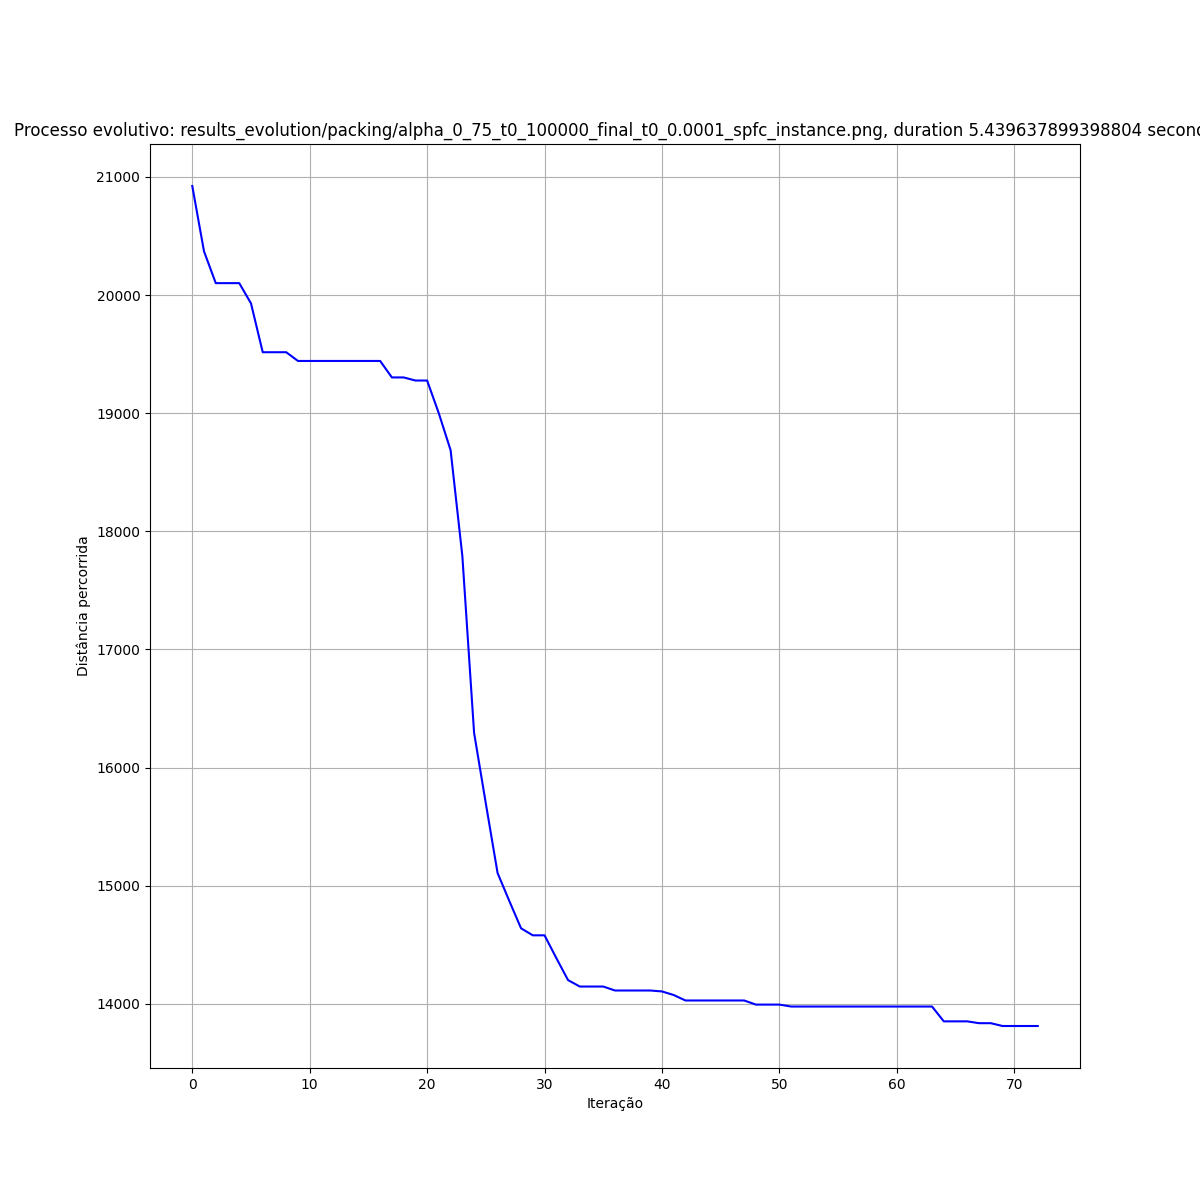 Processo evolutivo: results_evolution/packing/alpha_0_75_t0_100000_final_t0_0.0001_spfc_instance.png, duration 5.439637899398804 secon
21000
20000
19000
18000
17000
16000
15000
14000
Distância percorrida
0 10 20 30 40 50 60 70
Iteração